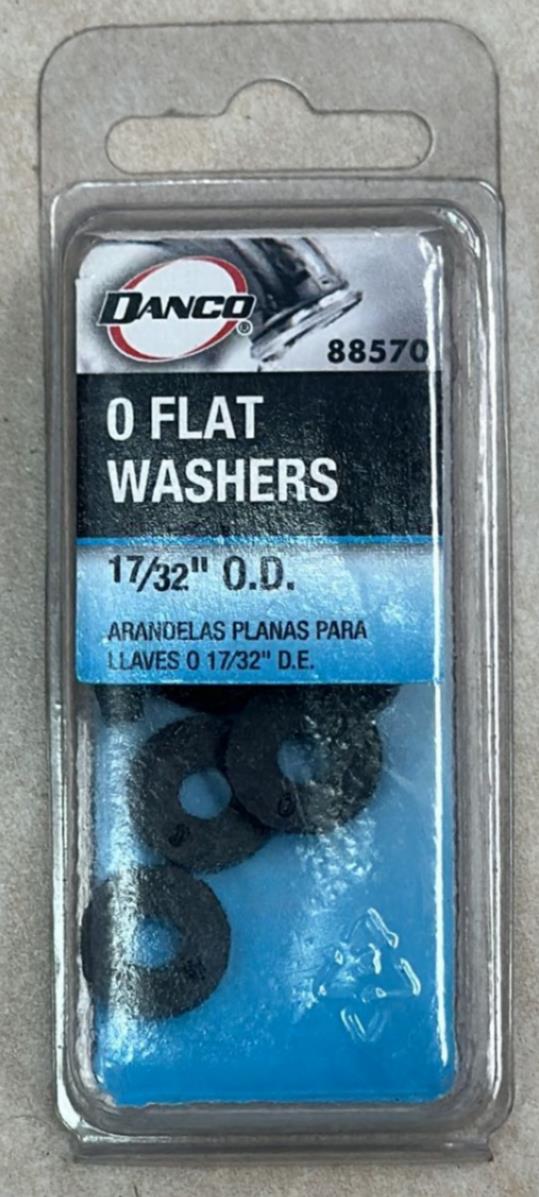 DANCO®
88570
0 FLAT
WASHERS
17/32" O.D.
ARANDELAS PLANAS PARA
LLAVES 0 17/32" D.E.